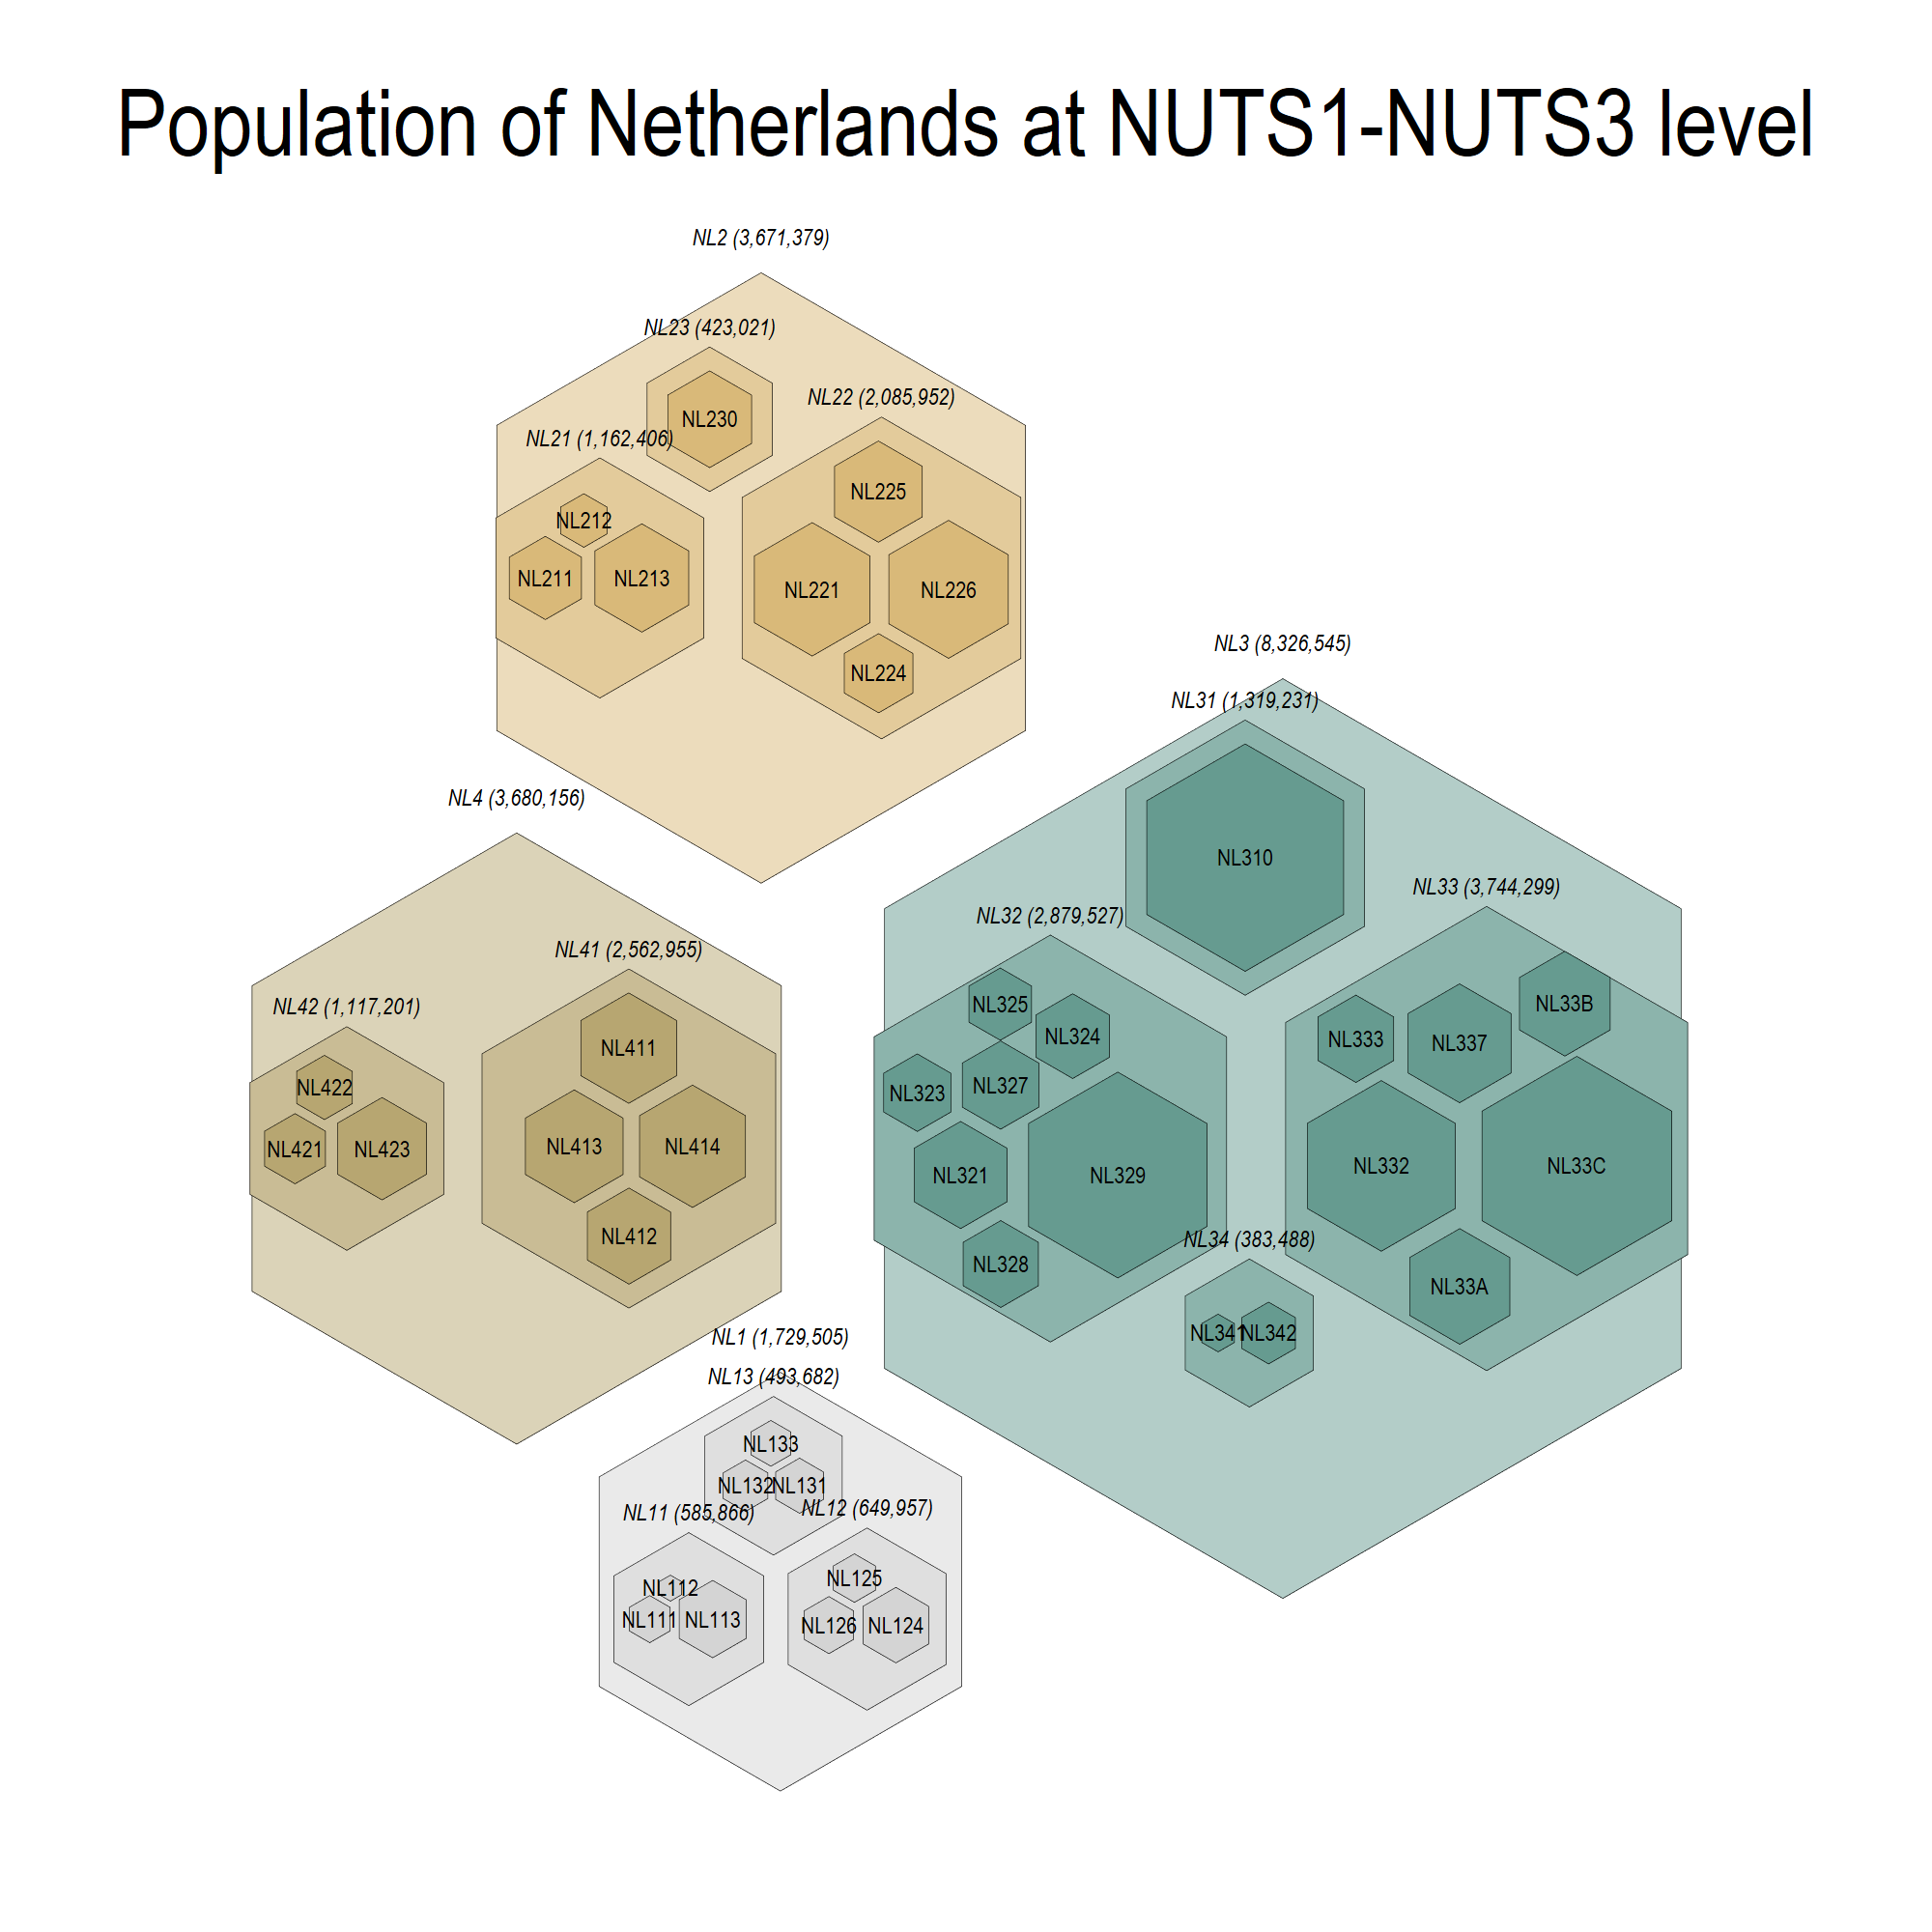 Population of Netherlands at NUTS1-NUTS3 level
NL2 (3,671,379)
NL23 (423,021)
NL230
NL22 (2,085,952)
NL21 (1,162,406)
NL225
NL212
NL211
NL213
NL221
NL226
NL224
NL3 (8,326,545)
NL31 (1,319,231)
NL310
NL33 (3,744,299)
NL32 (2,879,527)
NL325
NL324
NL323
NL327
NL321
NL329
NL328
NL33B
NL333
NL337
NL332
NL33C
NL33A
NL34 (383,488)
NL341
NL342
NL4 (3,680,156)
NL41 (2,562,955)
NL42 (1,117,201)
NL411
NL422
NL413
NL414
NL421
NL423
NL412
NL1 (1,729,505)
NL13 (493,682)
NL133
NL132
NL131
NL11 (585,866)
NL12 (649,957)
NL112
NL111
NL113
NL125
NL126
NL124